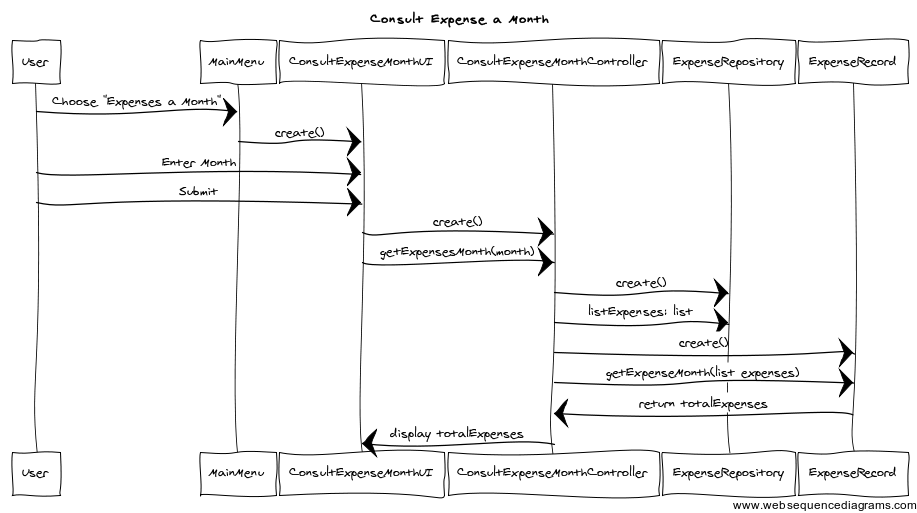 Consult Expense a Month
User MainMenu ConsultExpenseMonthUI ConsultExpenseMonthController ExpenseRepository ExpenseRecord
Choose "Expenses a Month"
create()
Enter Month
Submit
create()
getExpensesMonth(month)
create()
listExpenses: list
create()
getExpenseMonth(list expenses)
return totalExpenses
display totalExpenses
User MainMenu ConsultExpenseMonthUI ConsultExpenseMonthController ExpenseRepository ExpenseRecord
www.websequencediagrams.com